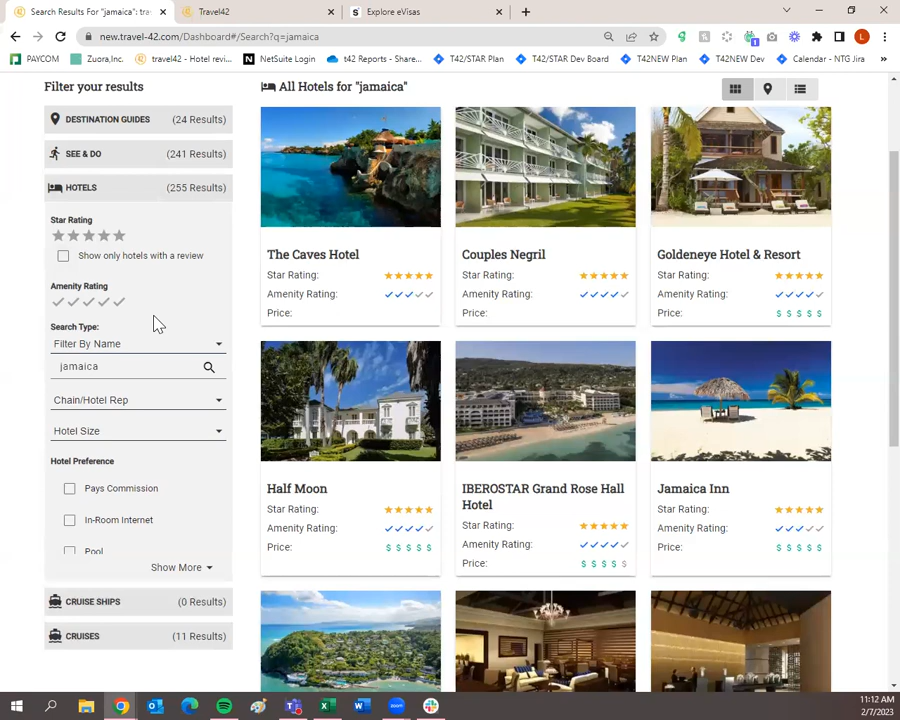 Search Results For "jamaica": tra
Travel42
Explore eVisas
new.travel-42.com/Dashboard#/Search?q=jamaica
L
PAYCOM
Zuora,Inc.
travel42 - Hotel revi...
NetSuite Login
t42 Reports - Share...
T42/STAR Plan
T42/STAR Dev Board
T42NEW Plan
T42NEW Dev
Calendar - NTG Jira
Filter your results
All Hotels for "jamaica"
DESTINATION GUIDES
(24 Results)
SEE & DO
(241 Results)
HOTELS
(255 Results)
Star Rating
Show only hotels with a review
Amenity Rating
Search Type:
Filter By Name
jamaica
Chain/Hotel Rep
Hotel Size
Hotel Preference
Pays Commission
In-Room Internet
Pool
Show More
CRUISE SHIPS
(0 Results)
CRUISES
(11 Results)
The Caves Hotel
Star Rating:
Amenity Rating:
Price:
Couples Negril
Star Rating:
Amenity Rating:
Price:
Goldeneye Hotel & Resort
Star Rating:
Amenity Rating:
Price: $ $ $ $ $
Half Moon
Star Rating:
Amenity Rating:
Price: $ $ $ $ $
IBEROSTAR Grand Rose Hall
Hotel
Star Rating:
Amenity Rating:
Price: $ $ $ $ $
Jamaica Inn
Star Rating:
Amenity Rating:
Price: $ $ $ $ $
11:12 AM
2/7/2023